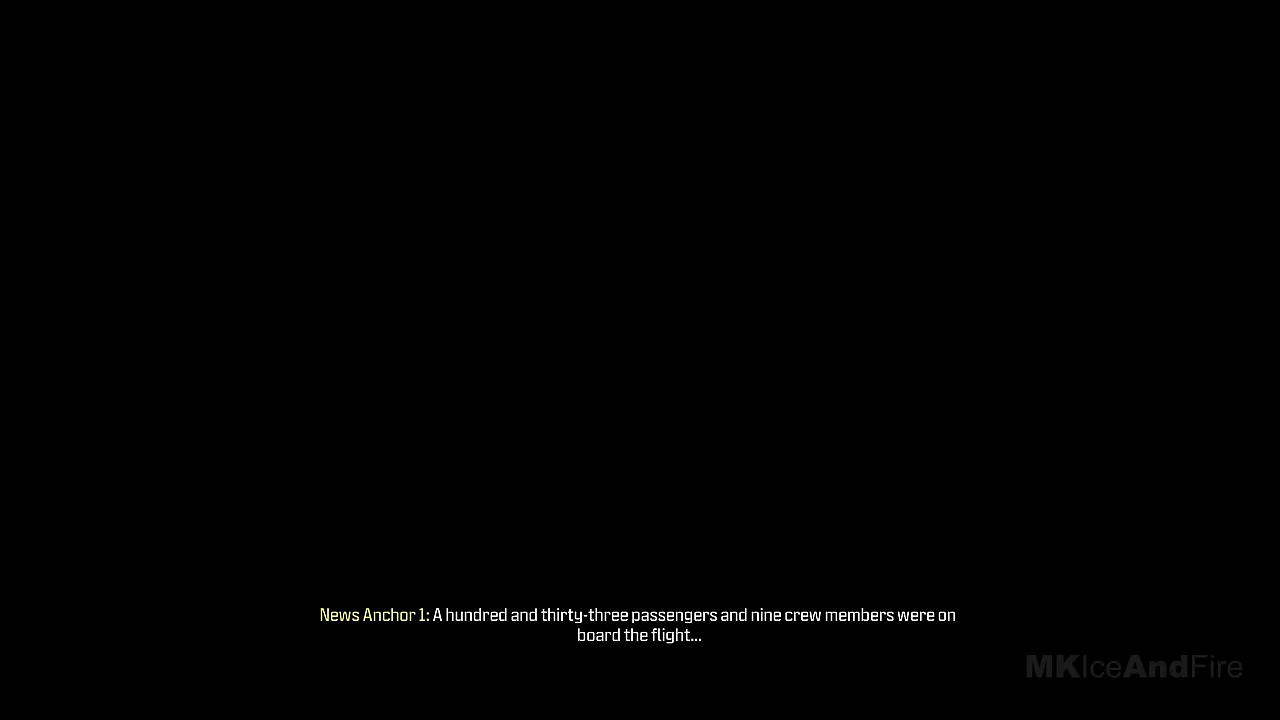 News Anchor 1: A hundred and thirty-three passengers and nine crew members were on
board the flight...
MKIceAndFire